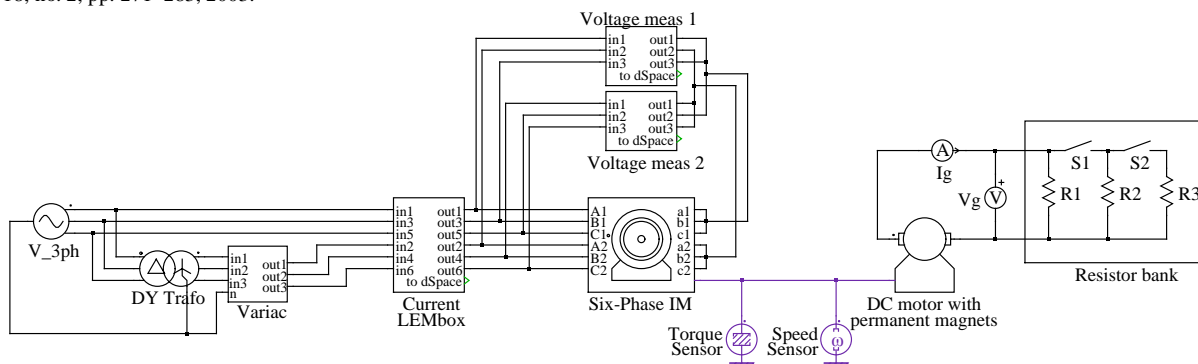 18, no. 2, pp. 271–283, 2003.
Voltage meas 1
in1 out1
in2 out2
in3 out3
to dSpace
in1 out1
in2 out2
in3 out3
to dSpace
Voltage meas 2
V_3ph
DY Trafo
in1 out1
in2 out2
in3 out3
n
Variac
in1 out1
in3 out3
in5 out5
in2 out2
in4 out4
in6 out6
to dSpace
Current
LEMbox
A1 a1
B1 b1
C1 c1
A2 a2
B2 b2
C2 c2
Six-Phase IM
Torque
Sensor
Speed
Sensor
ω
A
Ig
Vg
V
+
S1 S2
R1 R2 R3
Resistor bank
DC motor with
permanent magnets